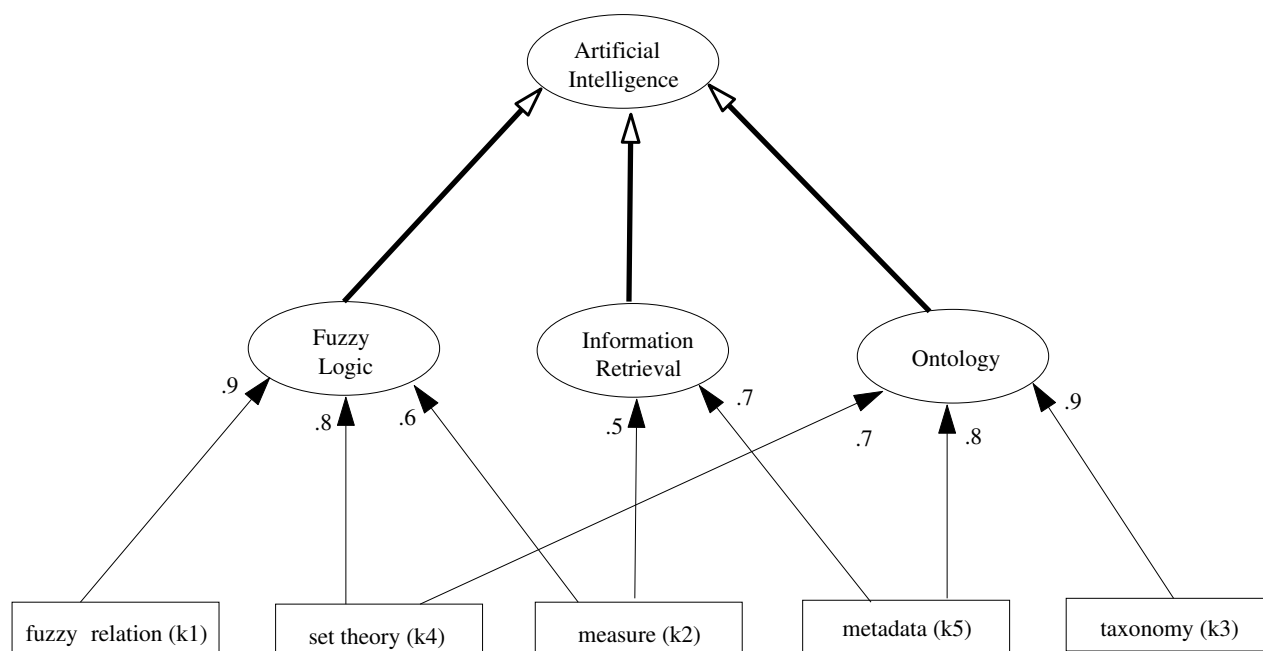 Artificial
Intelligence
Fuzzy
Logic
Information
Retrieval
Ontology
.9
.8
.6
.5
.7
.7
.8
.9
fuzzy relation (k1)
set theory (k4)
measure (k2)
metadata (k5)
taxonomy (k3)